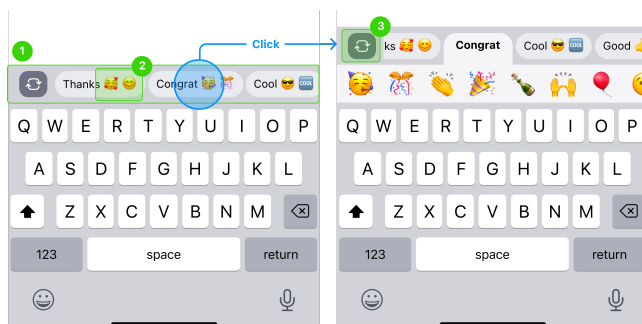 3
1
Click
2
Thanks 🥰 😊
Congrat 🥳 🎊
Cool 😎 🆒
ks 🥰 😊
Congrat
Cool 😎 🆒
Good
Q W E R T Y U I O P
A S D F G H J K L
Z X C V B N M
123
space
return
Q W E R T Y U I O P
A S D F G H J K L
Z X C V B N M
123
space
return